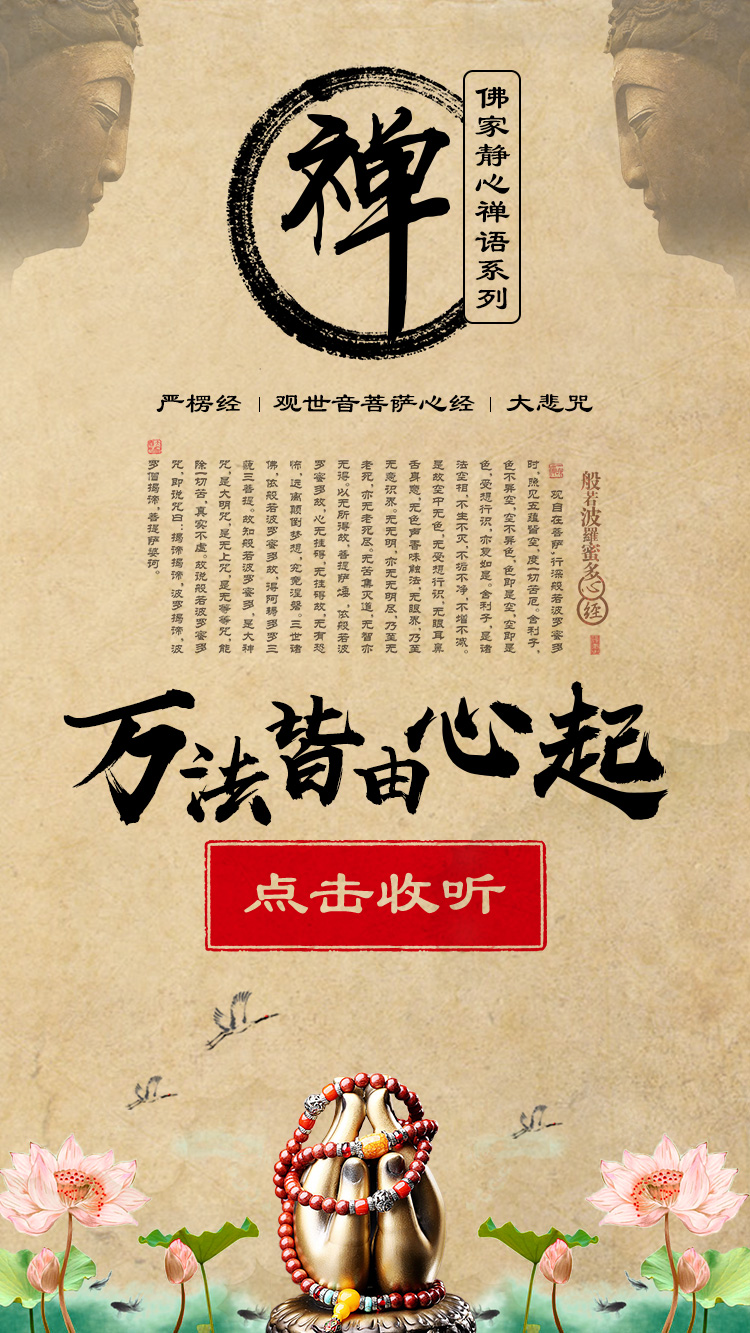 禅
佛家静心禅语系列
严楞经
观世音菩萨心经
大悲咒
般若波羅蜜多心经
观自在菩萨,行深般若波罗蜜多
时,照见五蕴皆空,度一切苦厄。舍利子,
色不异空,空不异色,色即是空,空即是
色,受想行识,亦复如是。舍利子,是诸
法空相,不生不灭,不垢不净,不增不减。
是故空中无色,无受想行识,无眼耳鼻
舌身意,无色声香味触法,无眼界,乃至
无意识界。无无明,亦无无明尽,乃至无
老死,亦无老死尽。无苦集灭道,无智亦
无得。以无所得故,菩提萨埵,依般若波
罗蜜多故,心无挂碍,无挂碍故,无有恐
怖,远离颠倒梦想,究竟涅磐。三世诸
佛,依般若波罗蜜多故,得阿耨多罗三
藐三菩提。故知般若波罗蜜多,是大神
咒,是大明咒,是无上咒,是无等等咒,能
除一切苦,真实不虚。故说般若波罗蜜多
咒,即说咒曰:揭谛揭谛,波罗揭谛,波
罗僧揭谛,菩提萨婆诃。
万法皆由心起
点击收听